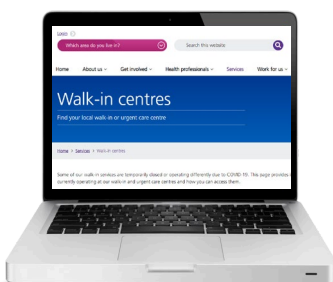 Login
Which area do you live in?
Search this website
Home About us Get involved Health professionals Services Work for us
Walk-in centres
Find your local walk-in or urgent care centre
Home > Services > Walk-in centres
Some of our walk-in services are temporarily closed or operating differently due to COVID-19. This page provides
currently operating at our walk-in and urgent care centres and how you can access them.